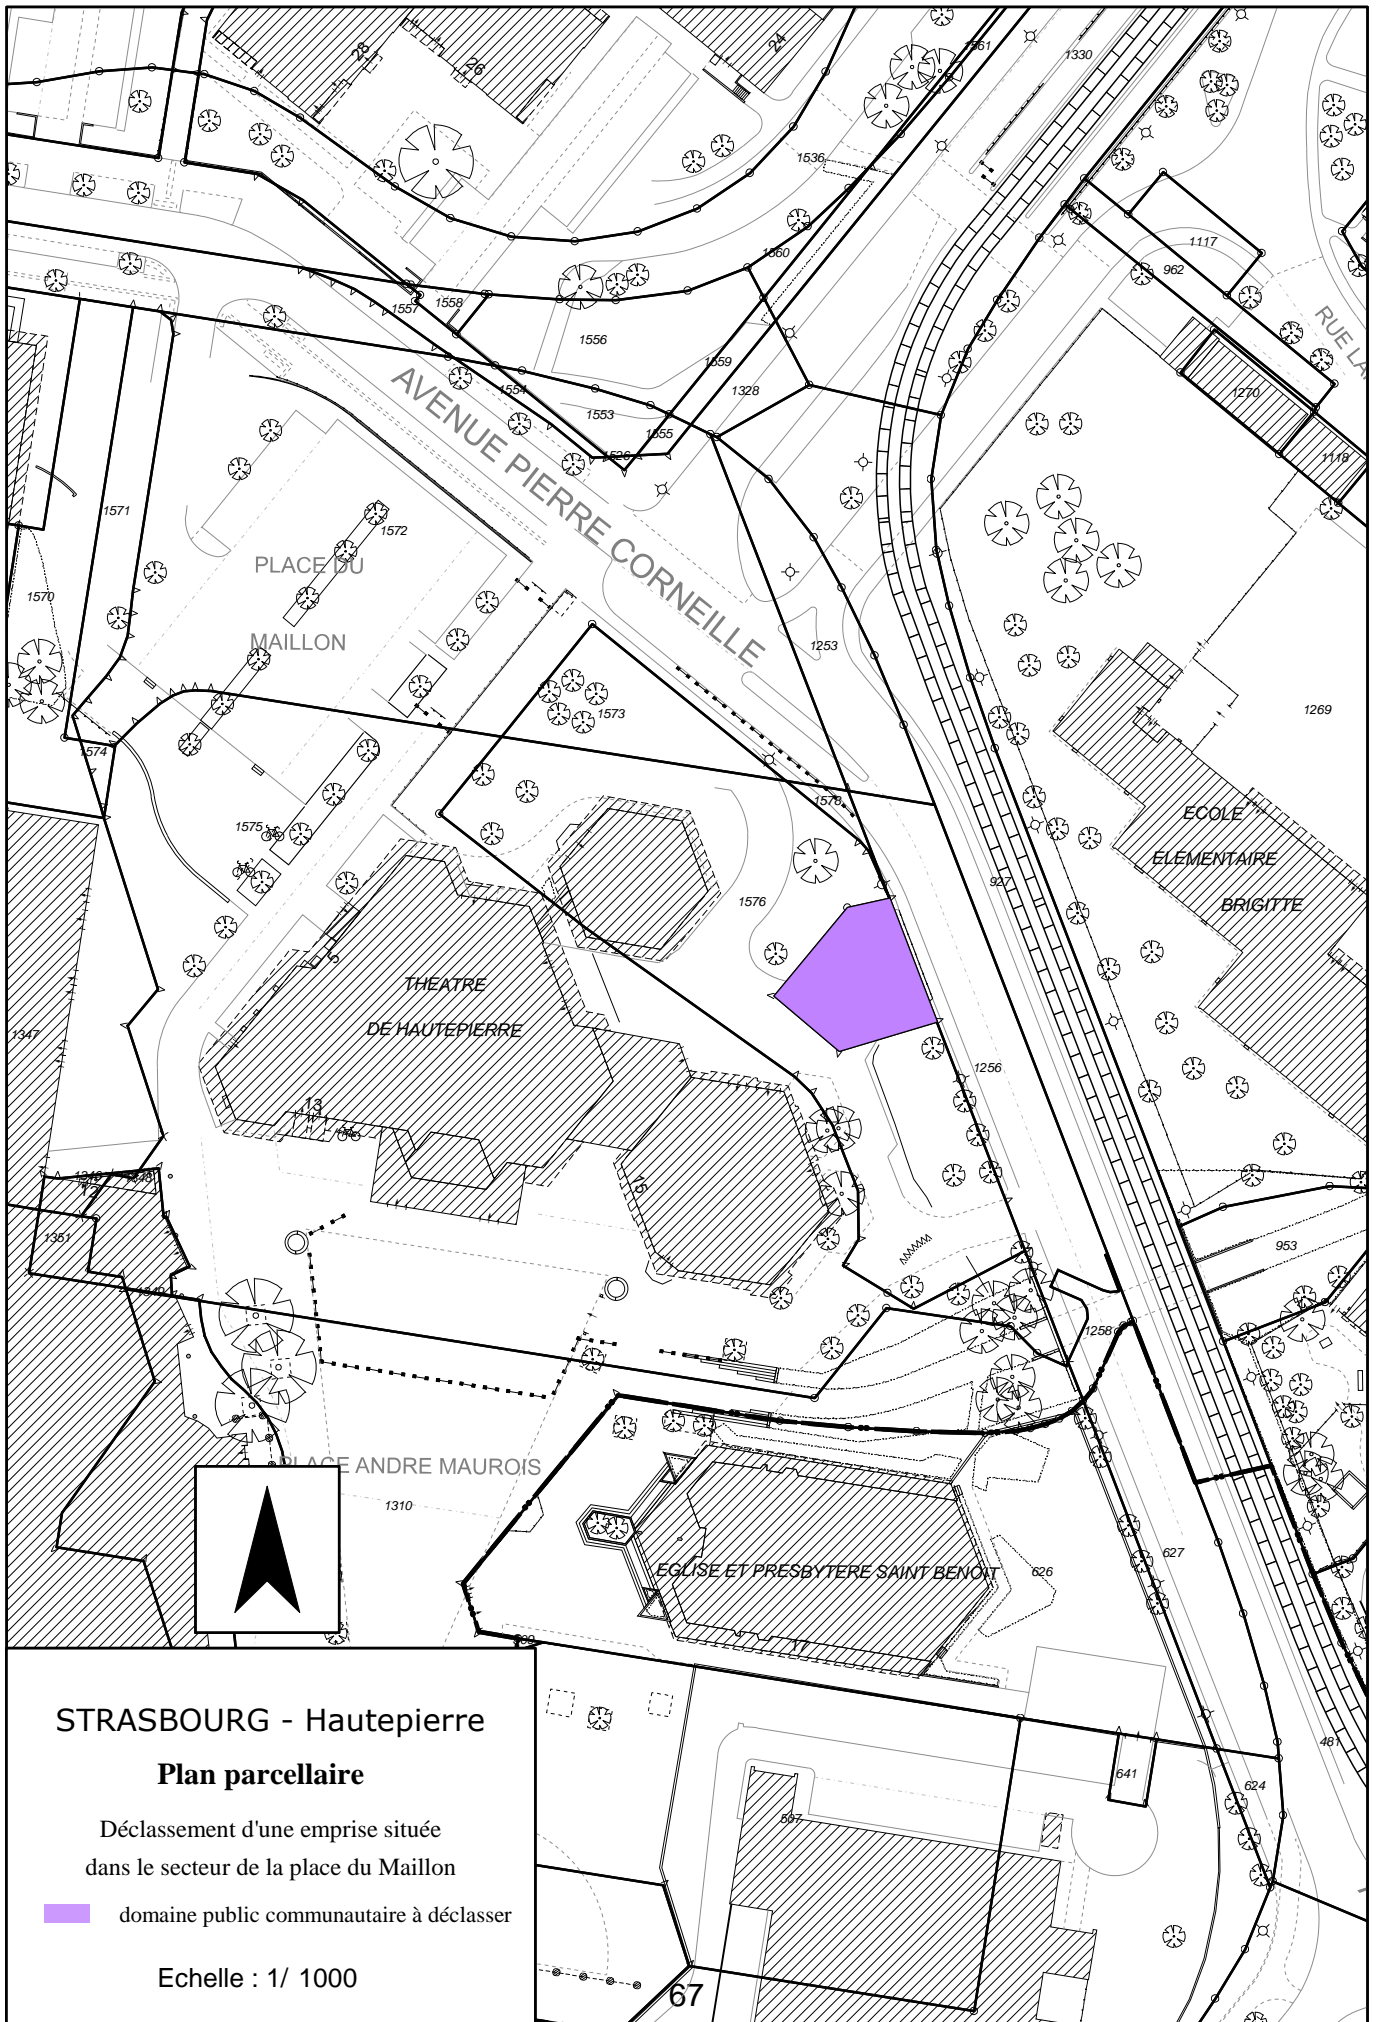 28
26
24
1561
1330
1536
1117
962
1560
1557
1558
1556
RUE LA
1559
1328
1554
1270
AVENUE PIERRE CORNEILLE
1553
1555
1526
1118
1571
1572
PLACE DU
MAILLON
1570
1253
1573
1269
1574
1578
1575
ECOLE
ELEMENTAIRE
BRIGITTE
927
1576
5
THEATRE
DE HAUTEPIERRE
1347
1256
13
15
12
1351
953
1258
PLACE ANDRE MAUROIS
1310
627
EGLISE ET PRESBYTERE SAINT BENOIT
626
17
481
641
624
507
STRASBOURG - Hautepierre
Plan parcellaire
Déclassement d'une emprise située
dans le secteur de la place du Maillon
domaine public communautaire à déclasser
Echelle : 1/ 1000
67